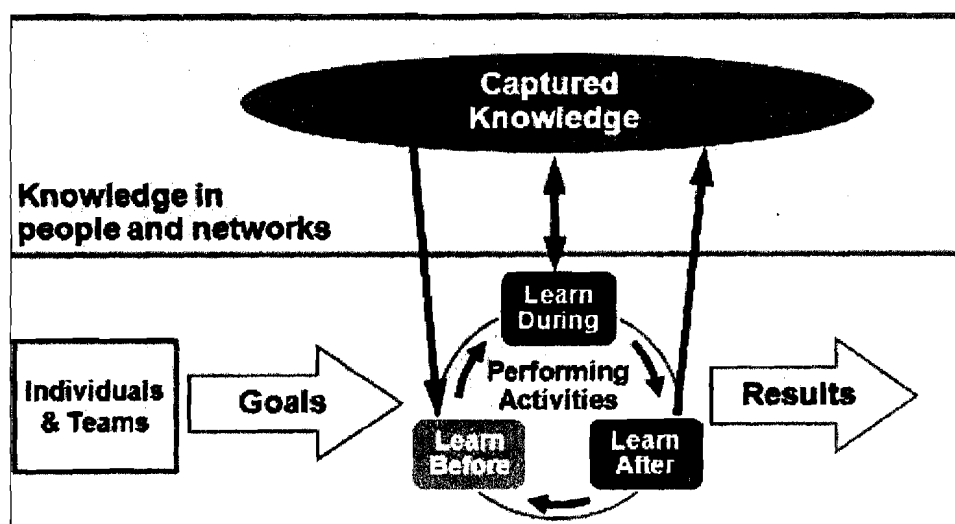 Captured
Knowledge
Knowledge in
people and networks
Learn
During
Individuals
& Teams
Goals
Performing
Activities
Results
Learn
Before
Learn
After